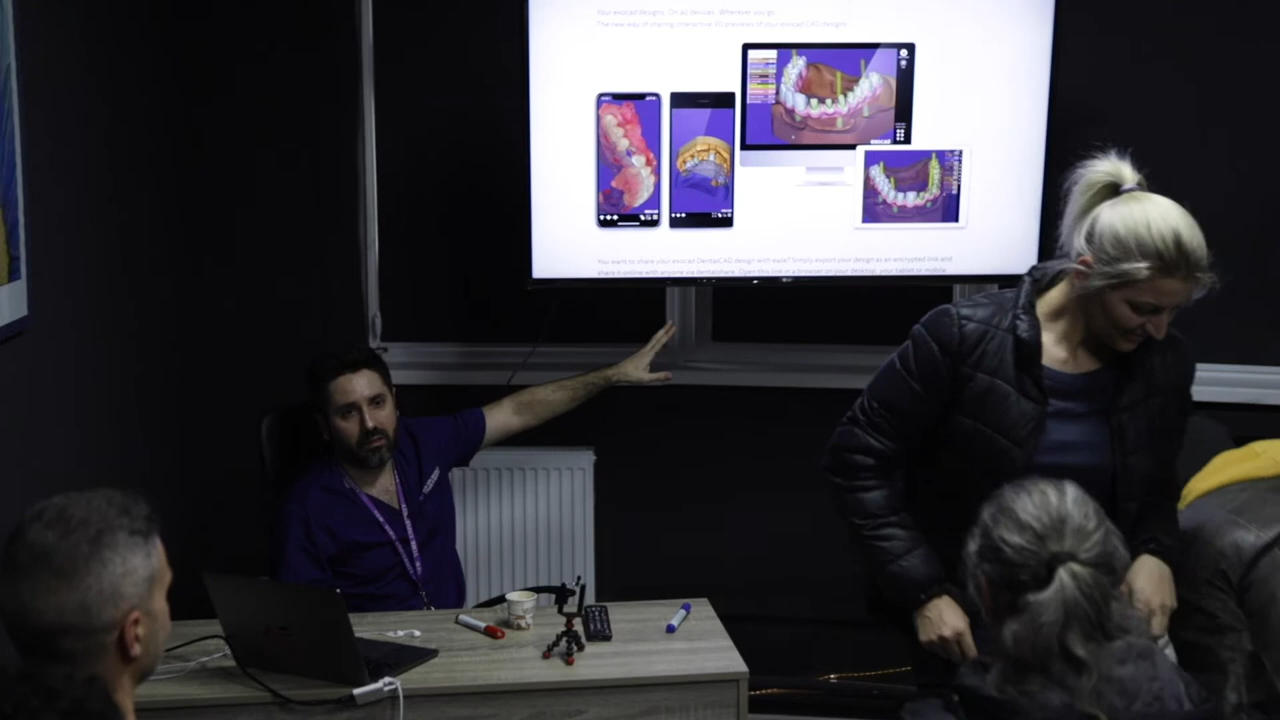 Your exocad designs. On all devices. Wherever you go.
The new way of sharing interactive 3D previews of your exocad CAD designs
exocad
You want to share your exocad DentalCAD design with ease? Simply export your design as an encrypted link and
share it online with anyone via dentalshare. Open this link in a browser on your desktop, your tablet or mobile